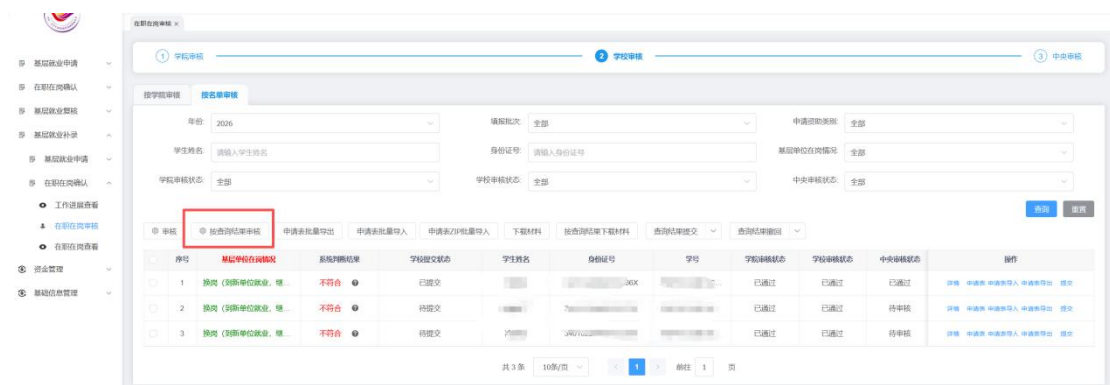 在职在岗审核 ×
基层就业申请
在职在岗确认
基层就业复核
基层就业补录
基层就业申请
在职在岗确认
工作进展查看
在职在岗审核
在职在岗查看
资金管理
基础信息管理
1 学院审核 2 学校审核 3 中央审核
按学院审核 按名单审核
年份: 2026 填报批次: 全部 申请资助类别: 全部
学生姓名: 请输入学生姓名 身份证号: 请输入身份证号 基层单位在岗情况: 全部
学院审核状态: 全部 学校审核状态: 全部 中央审核状态: 全部
查询 重置
审核 按查询结果审核 申请表批量导出 申请表批量导入 申请表ZIP批量导入 下载材料 按查询结果下载材料 查询结果提交 查询结果撤回
序号 基层单位在岗情况 系统判断结果 学校提交状态 学生姓名 身份证号 学号 学院审核状态 学校审核状态 中央审核状态 操作
1 换岗（到新单位就业、继... 不符合 已提交 已通过 已通过 已通过 详情 申请表 申请表导入 申请表导出 提交
2 换岗（到新单位就业、继... 不符合 待提交 已通过 已通过 待审核 详情 申请表 申请表导入 申请表导出 提交
3 换岗（到新单位就业、继... 不符合 待提交 已通过 已通过 待审核 详情 申请表 申请表导入 申请表导出 提交
共 3 条 10条/页 1 前往 1 页